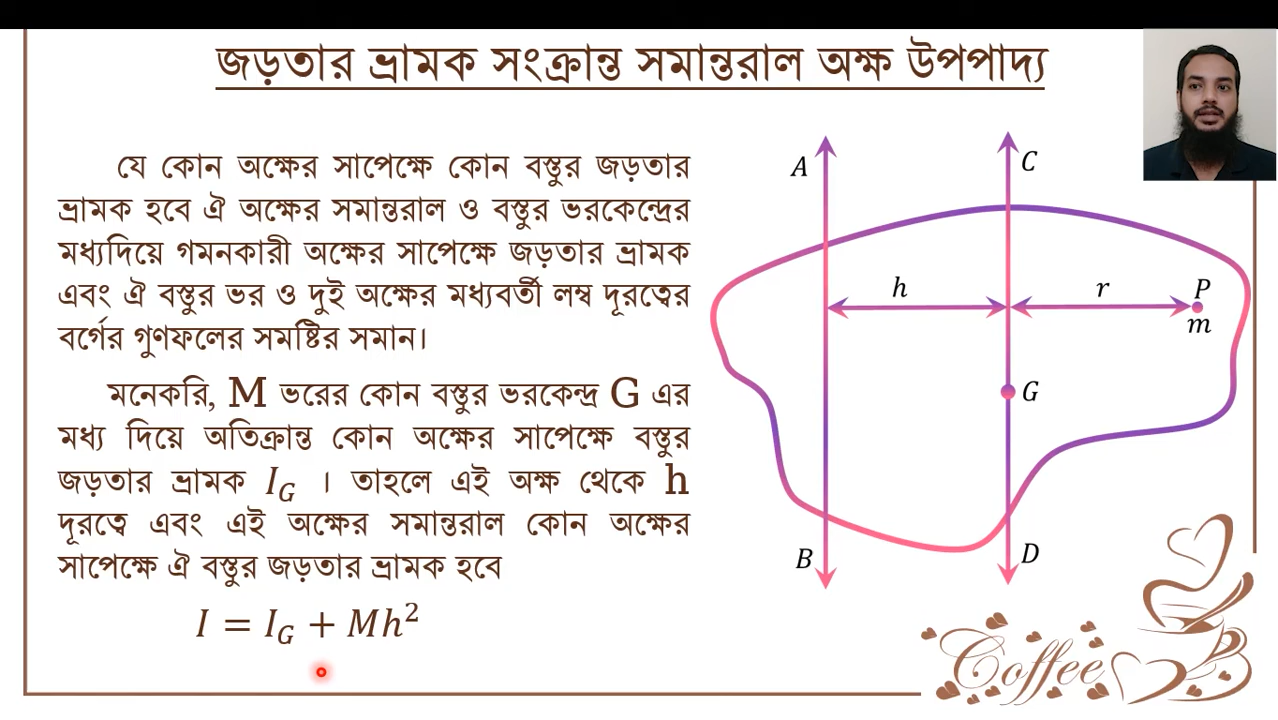 জড়তার ভ্রামক সংক্রান্ত সমান্তরাল অক্ষ উপপাদ্য
যে কোন অক্ষের সাপেক্ষে কোন বস্তুর জড়তার
ভ্রামক হবে ঐ অক্ষের সমান্তরাল ও বস্তুর ভরকেন্দ্রের
মধ্যদিয়ে গমনকারী অক্ষের সাপেক্ষে জড়তার ভ্রামক
এবং ঐ বস্তুর ভর ও দুই অক্ষের মধ্যবর্তী লম্ব দূরত্বের
বর্গের গুণফলের সমষ্টির সমান।
মনেকরি, M ভরের কোন বস্তুর ভরকেন্দ্র G এর
মধ্য দিয়ে অতিক্রান্ত কোন অক্ষের সাপেক্ষে বস্তুর
জড়তার ভ্রামক I_G । তাহলে এই অক্ষ থেকে h
দূরত্বে এবং এই অক্ষের সমান্তরাল কোন অক্ষের
সাপেক্ষে ঐ বস্তুর জড়তার ভ্রামক হবে
I = I_G + Mh²
A
C
h
r
P
m
G
B
D
Coffee